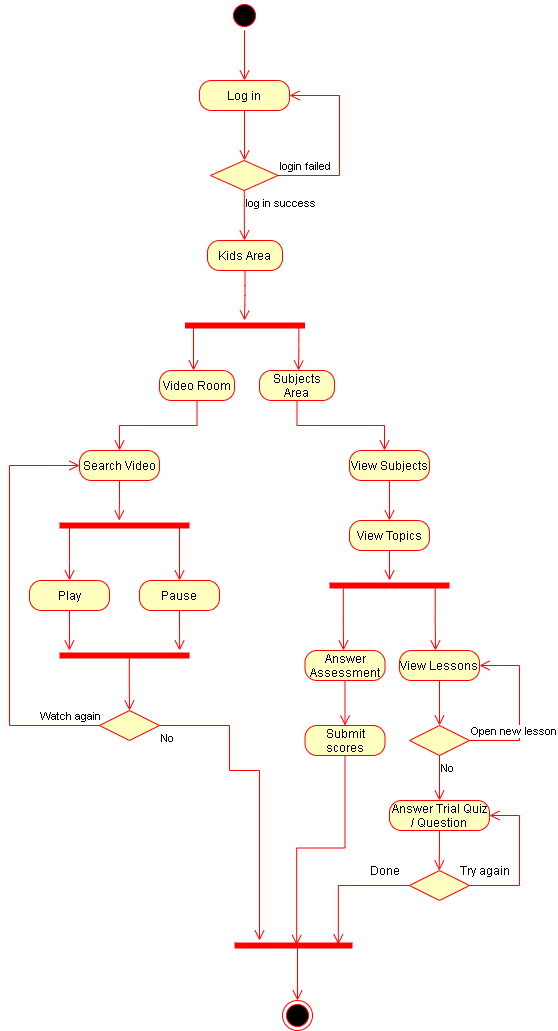 Log in
login failed
log in success
Kids Area
Video Room
Subjects
Area
Search Video
View Subjects
View Topics
Play
Pause
Answer
Assessment
View Lessons
Watch again
No
Submit
scores
Open new lesson
No
Answer Trial Quiz
/ Question
Done
Try again